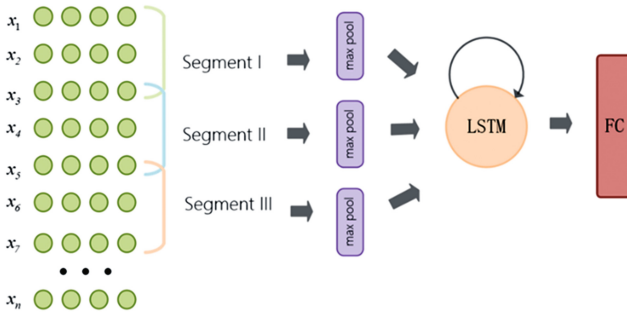 x1
x2
x3
x4
x5
x6
x7
xn
Segment I
Segment II
Segment III
max pool
max pool
max pool
LSTM
FC